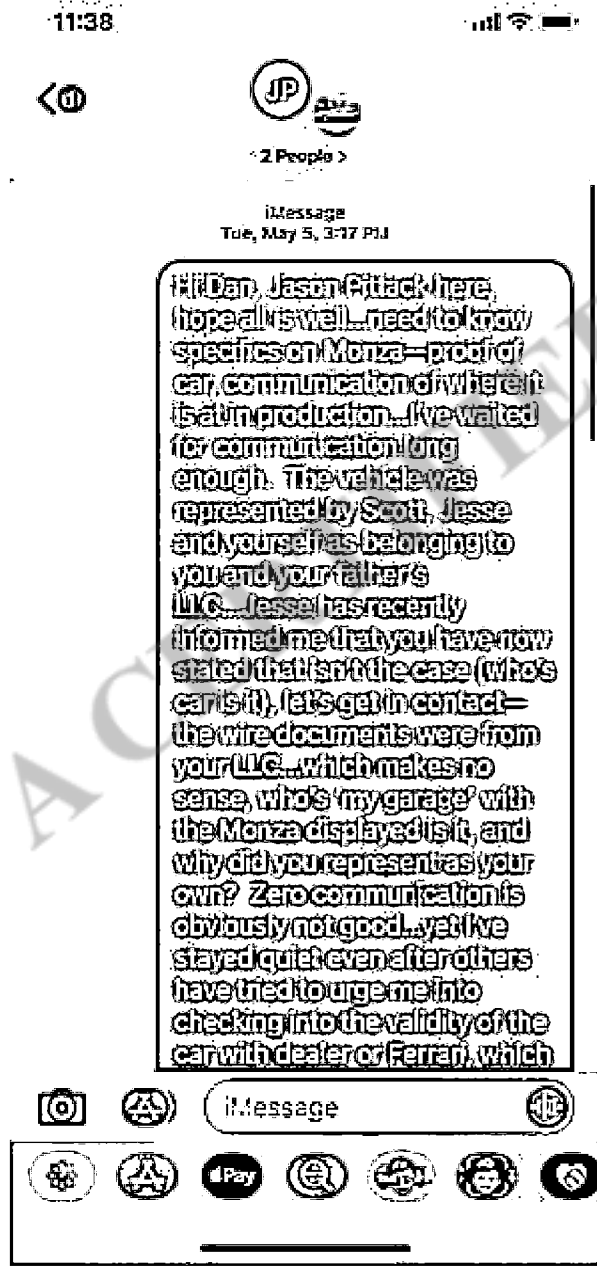 11:38
JP
2 People >
iMessage
Tue, May 5, 3:17 PM
Hi Dan, Jason Pittack here,
hope all is well...need to know
specifics on Monza—proof of
car, communication of where it
is at in production...I've waited
for communication long
enough. The vehicle was
represented by Scott, Jesse
and yourself as belonging to
you and your father's
LLC...Jesse has recently
informed me that you have now
stated that isn't the case (who's
car is it), let's get in contact—
the wire documents were from
your LLC...which makes no
sense, who's 'my garage' with
the Monza displayed is it, and
why did you represent as your
own? Zero communication is
obviously not good...yet I've
stayed quiet even after others
have tried to urge me into
checking into the validity of the
car with dealer or Ferrari, which
A CERTIFIE
iMessage
Pay